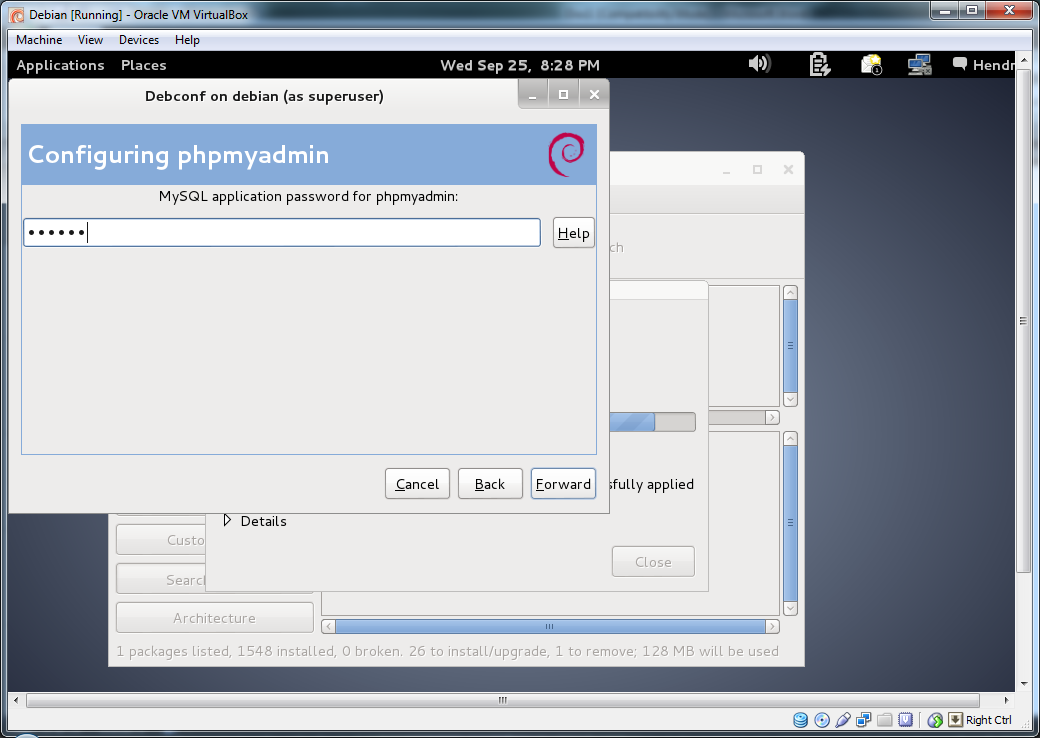 Debian [Running] - Oracle VM VirtualBox
Machine View Devices Help
Applications Places Wed Sep 25, 8:28 PM Hendr
Debconf on debian (as superuser)
Configuring phpmyadmin
MySQL application password for phpmyadmin:
••••••
Help
ch
Cancel Back Forward
sfully applied
Details
Custo
Close
Search
Architecture
1 packages listed, 1548 installed, 0 broken. 26 to install/upgrade, 1 to remove; 128 MB will be used
Right Ctrl